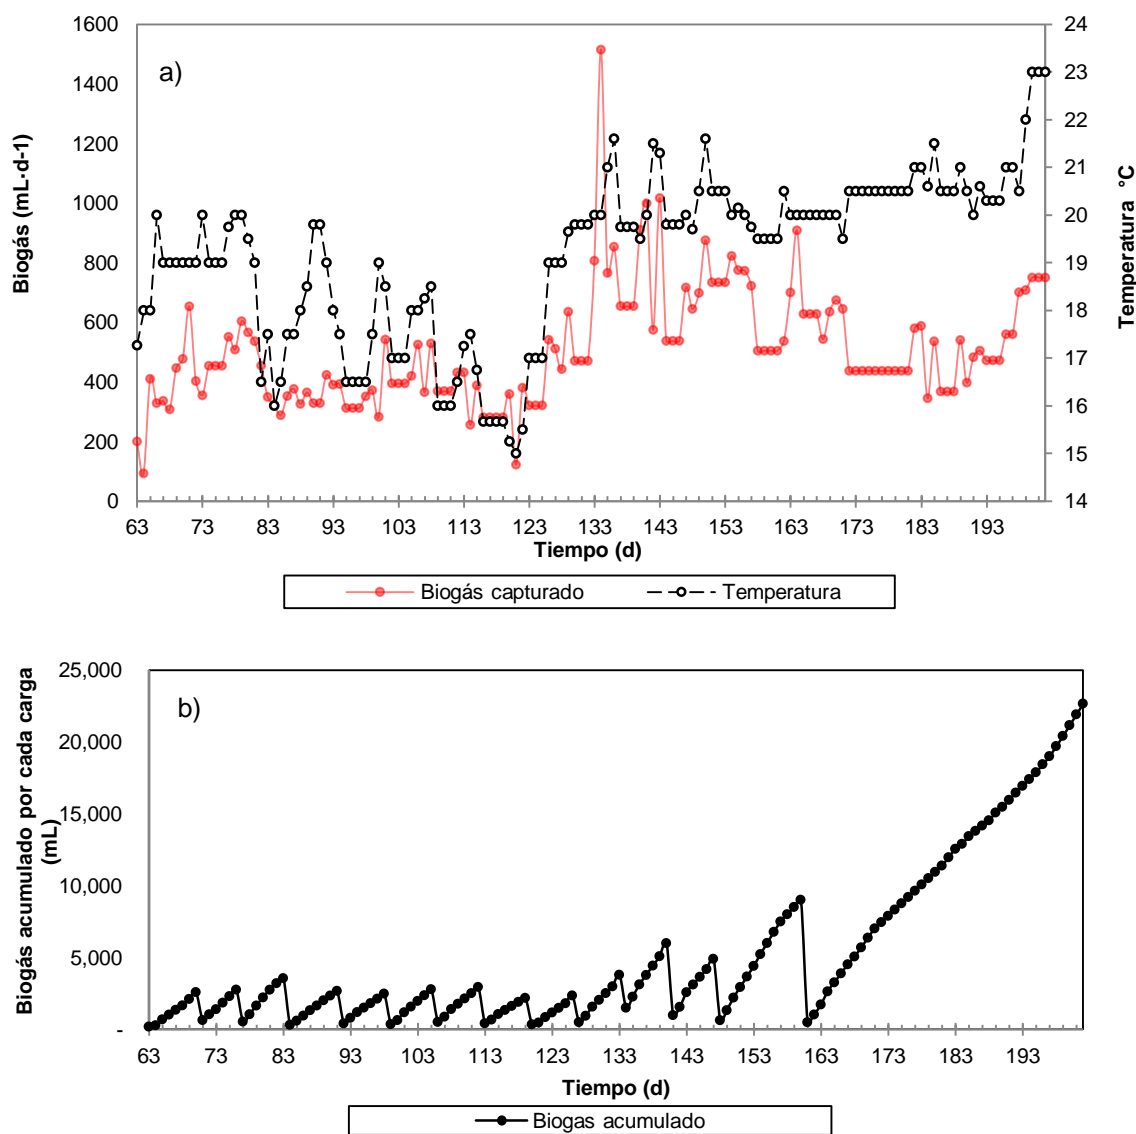 1600
1400
1200
1000
800
600
400
200
0
Biogás (mL·d-1)
a)
24
23
22
21
20
19
18
17
16
15
14
Temperatura °C
63 73 83 93 103 113 123 133 143 153 163 173 183 193
Tiempo (d)
Biogás capturado Temperatura
25,000
20,000
15,000
10,000
5,000
-
Biogás acumulado por cada carga
(mL)
b)
63 73 83 93 103 113 123 133 143 153 163 173 183 193
Tiempo (d)
Biogas acumulado